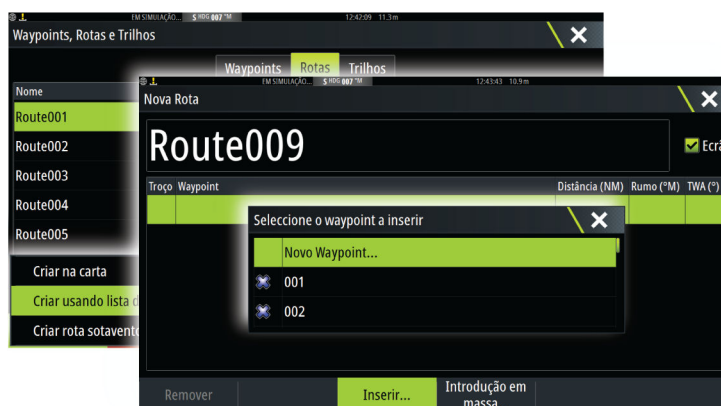 EM SIMULAÇÃO... S HDG 007 °M 12:42:09 11.3 m
Waypoints, Rotas e Trilhos
Waypoints Rotas Trilhos
Nome
Route001
Route002
Route003
Route004
Route005
Criar na carta
Criar usando lista d
Criar rota sotavento
EM SIMULAÇÃO... S HDG 007 °M 12:43:43 10.9 m
Nova Rota
Route009
Ecrã
Troço Waypoint Distância (NM) Rumo (°M) TWA (°)
Seleccione o waypoint a inserir
Novo Waypoint...
001
002
Remover Inserir... Introdução em
massa